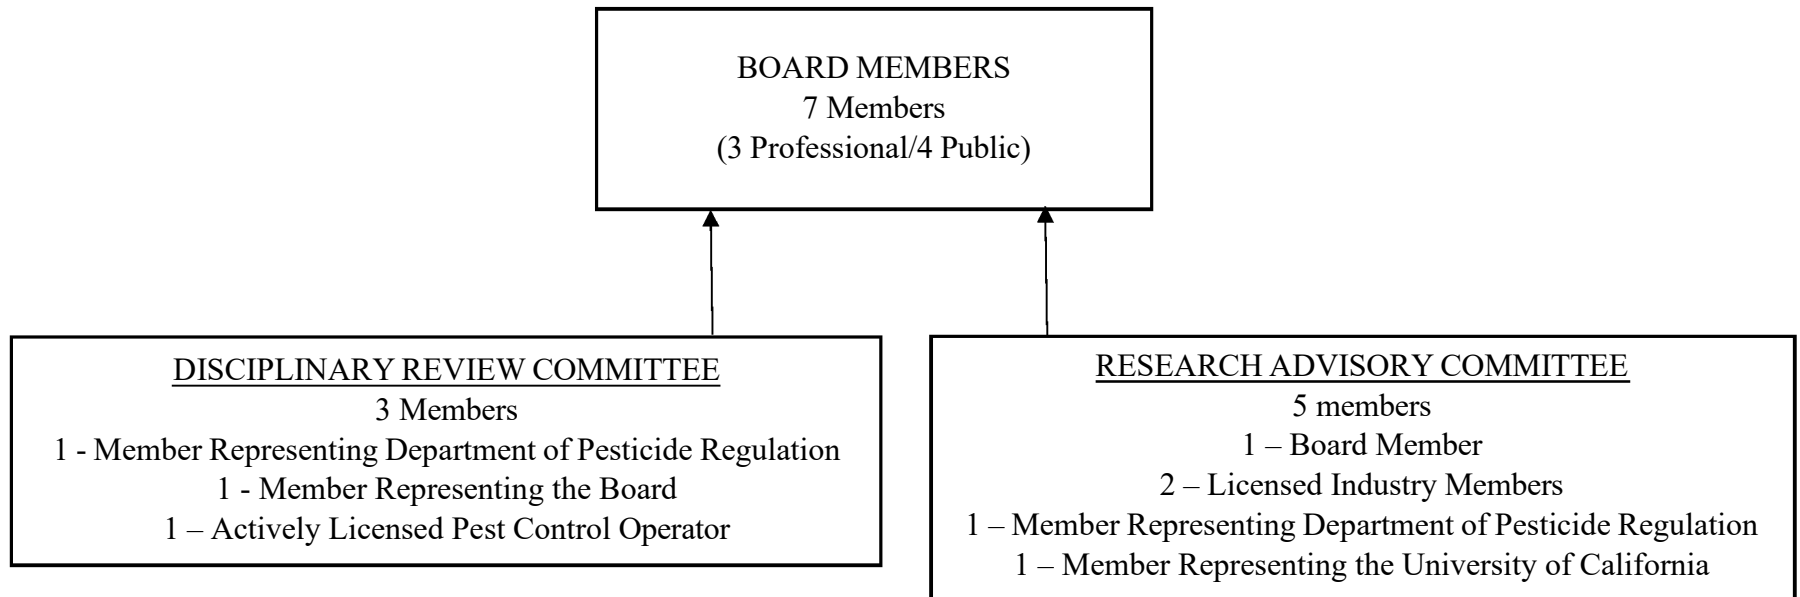 BOARD MEMBERS
7 Members
(3 Professional/4 Public)
DISCIPLINARY REVIEW COMMITTEE
3 Members
1 - Member Representing Department of Pesticide Regulation
1 - Member Representing the Board
1 – Actively Licensed Pest Control Operator
RESEARCH ADVISORY COMMITTEE
5 members
1 – Board Member
2 – Licensed Industry Members
1 – Member Representing Department of Pesticide Regulation
1 – Member Representing the University of California